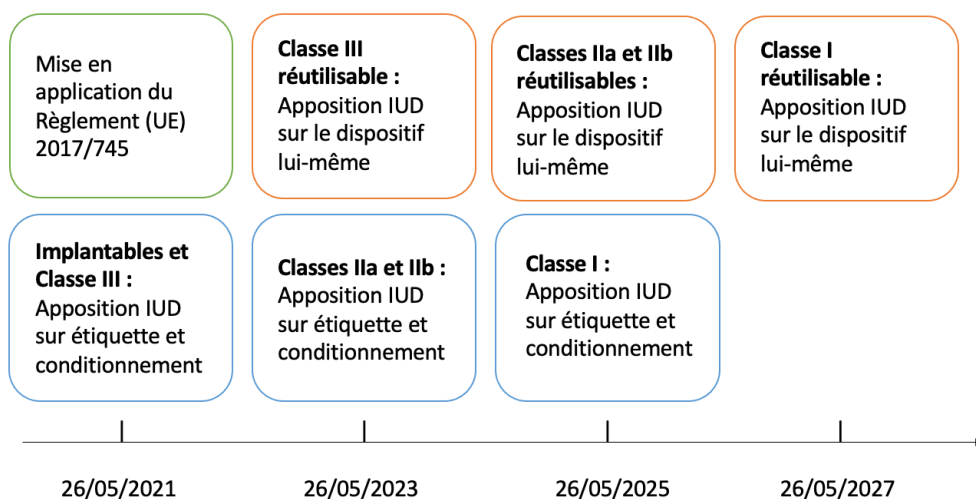 Mise en
application du
Règlement (UE)
2017/745
Classe III
réutilisable :
Apposition IUD
sur le dispositif
lui-même
Classes IIa et IIb
réutilisables :
Apposition IUD
sur le dispositif
lui-même
Classe I
réutilisable :
Apposition IUD
sur le dispositif
lui-même
Implantables et
Classe III :
Apposition IUD
sur étiquette et
conditionnement
Classes IIa et IIb :
Apposition IUD
sur étiquette et
conditionnement
Classe I :
Apposition IUD
sur étiquette et
conditionnement
26/05/2021
26/05/2023
26/05/2025
26/05/2027